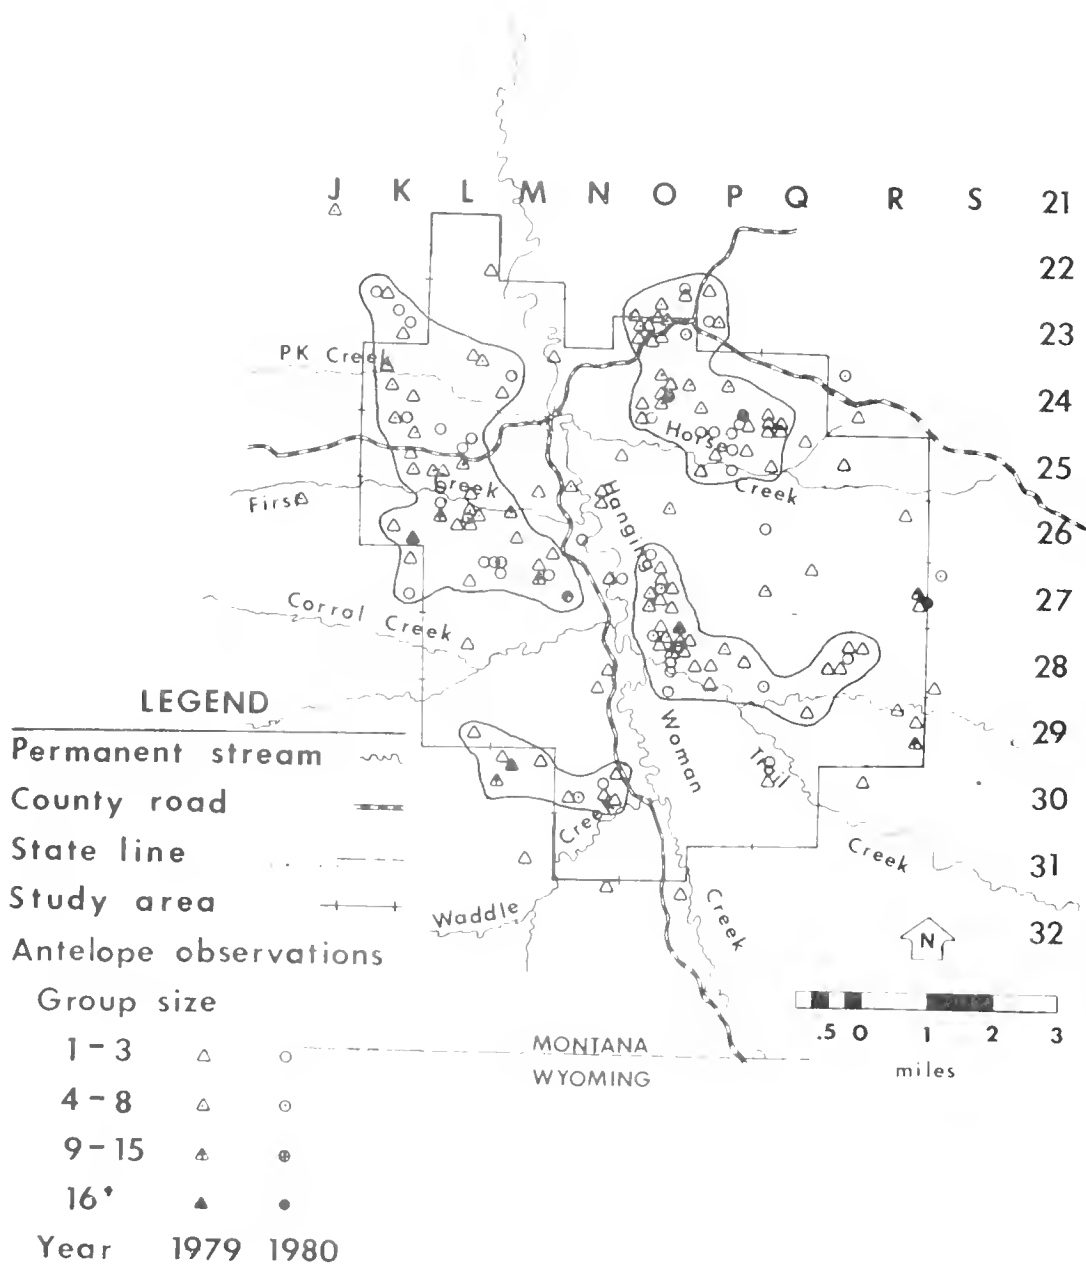 J K L M N O P Q R S 21
22
23
PK Creek
24
Horse
25
Creek
Creek
First
Hanging
26
27
Corral Creek
28
LEGEND
Woman
29
Permanent stream
Trail
County road
30
Creek
State line
Creek
31
Study area
Waddle
Creek
32
N
Antelope observations
Group size
.5 0 1 2 3
miles
1 - 3
MONTANA
WYOMING
4 - 8
9 - 15
16+
Year 1979 1980